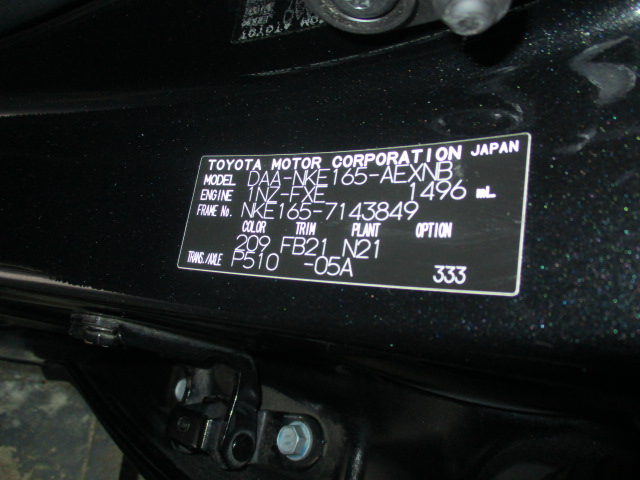 TOYOTA MOTOR CORPORATION JAPAN
MODEL DAA-NKE165-AEXNB
ENGINE 1NZ-FXE 1496 mL
FRAME No. NKE165-7143849
COLOR TRIM PLANT OPTION
209 FB21 N21
TRANS./AXLE P510 -05A 333